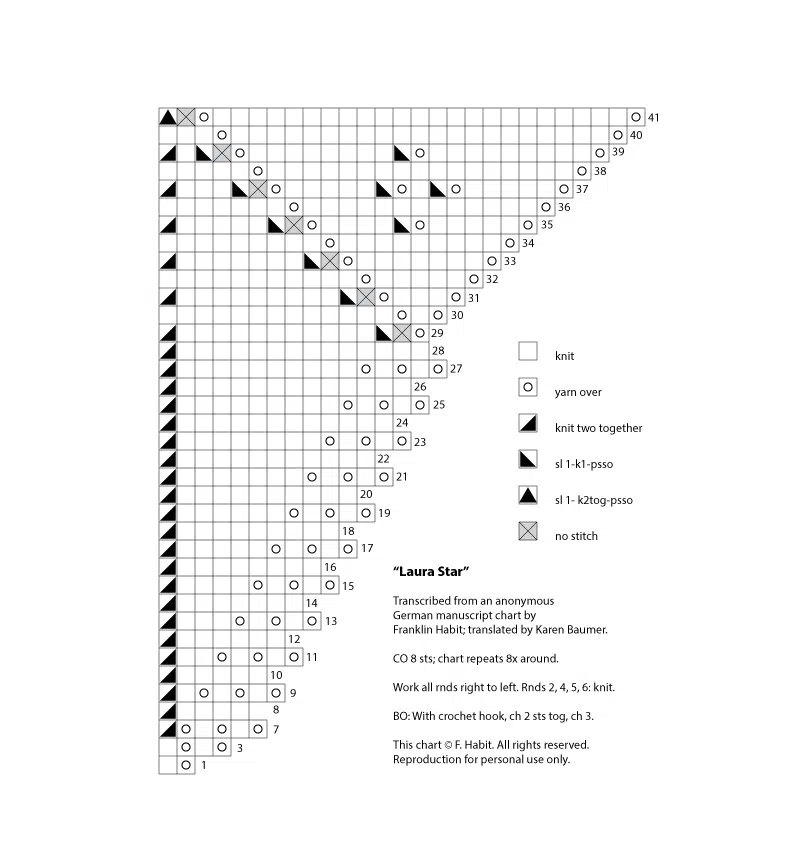 41
40
39
38
37
36
35
34
33
32
31
30
29
28
27
26
25
24
23
22
21
20
19
18
17
16
15
14
13
12
11
10
9
8
7
3
1
knit
yarn over
knit two together
sl 1-k1-psso
sl 1- k2tog-psso
no stitch
“Laura Star”
Transcribed from an anonymous
German manuscript chart by
Franklin Habit; translated by Karen Baumer.
CO 8 sts; chart repeats 8x around.
Work all rnds right to left. Rnds 2, 4, 5, 6: knit.
BO: With crochet hook, ch 2 sts tog, ch 3.
This chart © F. Habit. All rights reserved.
Reproduction for personal use only.